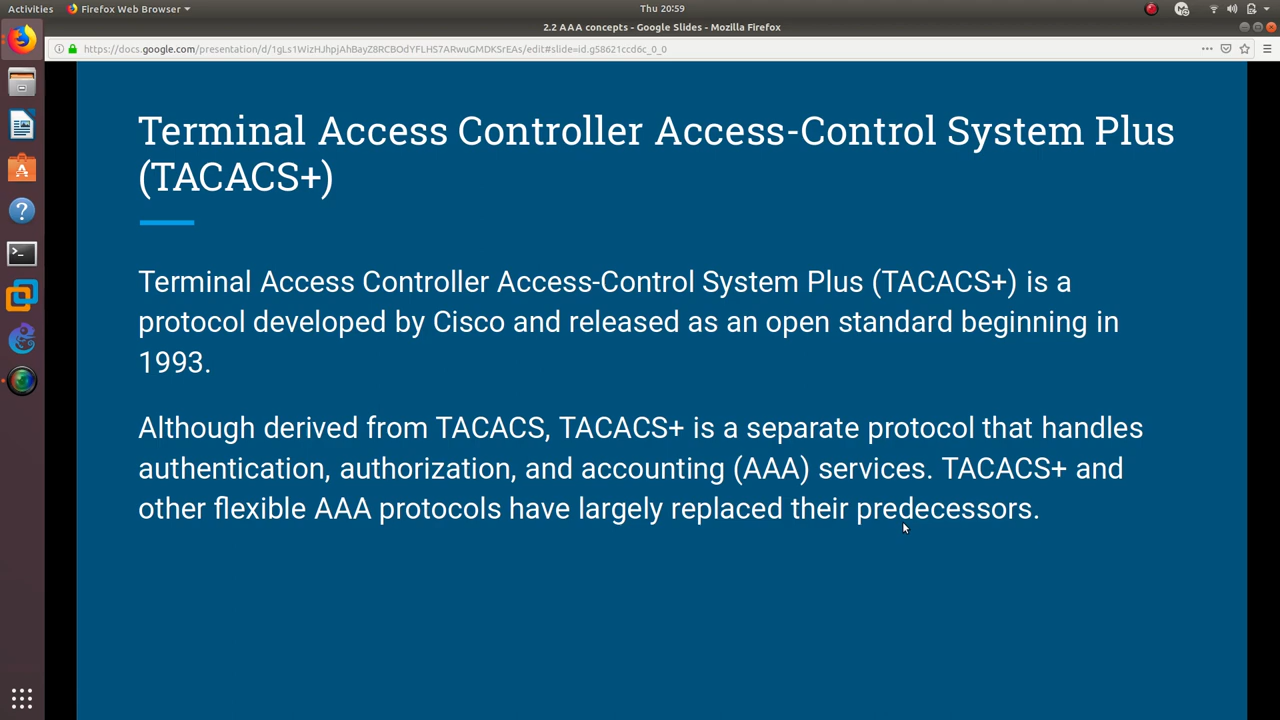 Activities
Firefox Web Browser
Thu 20:59
2.2 AAA concepts - Google Slides - Mozilla Firefox
https://docs.google.com/presentation/d/1gLs1WizHJhpjAhBayZ8RCBOdYFLHS7ARwuGMDKSrEAs/edit#slide=id.g58621ccd6c_0_0
Terminal Access Controller Access-Control System Plus
(TACACS+)
Terminal Access Controller Access-Control System Plus (TACACS+) is a
protocol developed by Cisco and released as an open standard beginning in
1993.
Although derived from TACACS, TACACS+ is a separate protocol that handles
authentication, authorization, and accounting (AAA) services. TACACS+ and
other flexible AAA protocols have largely replaced their predecessors.